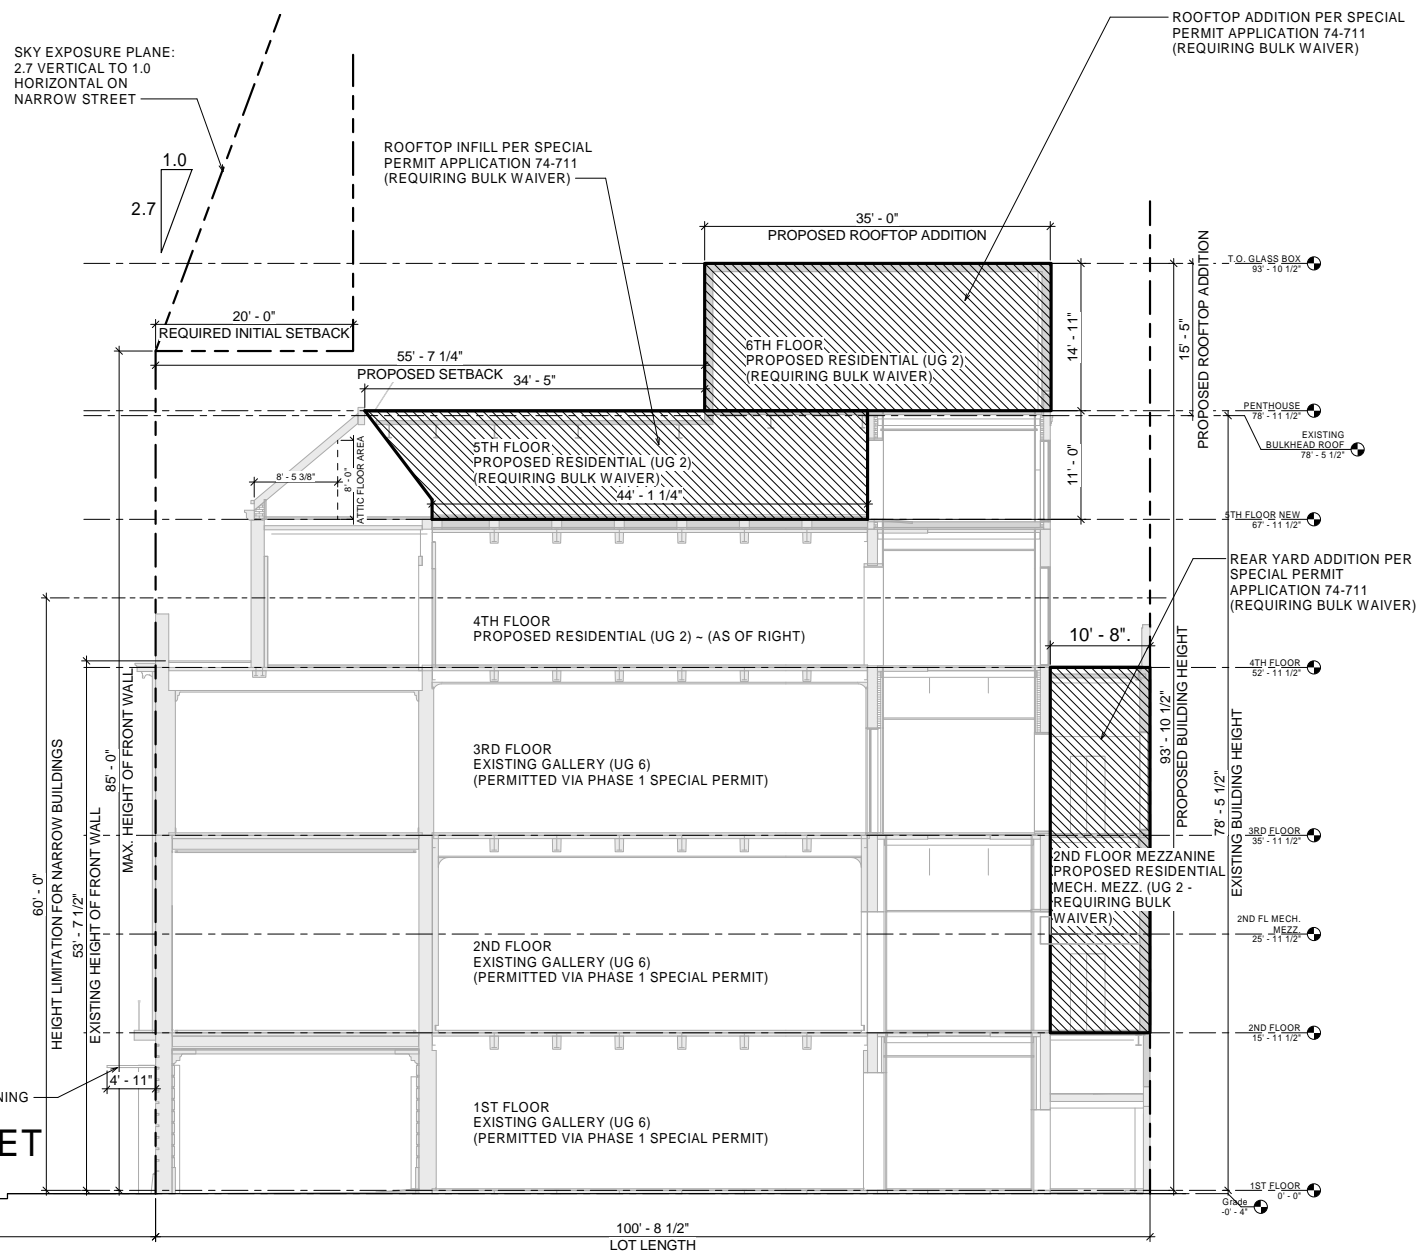 ROOFTOP ADDITION PER SPECIAL
PERMIT APPLICATION 74-711
(REQUIRING BULK WAIVER)
SKY EXPOSURE PLANE:
2.7 VERTICAL TO 1.0
HORIZONTAL ON
NARROW STREET
1.0
2.7
ROOFTOP INFILL PER SPECIAL
PERMIT APPLICATION 74-711
(REQUIRING BULK WAIVER)
35' - 0"
PROPOSED ROOFTOP ADDITION
T.O. GLASS BOX
93' - 10 1/2"
20' - 0"
REQUIRED INITIAL SETBACK
55' - 7 1/4"
PROPOSED SETBACK
34' - 5"
6TH FLOOR
PROPOSED RESIDENTIAL (UG 2)
(REQUIRING BULK WAIVER)
14' - 11"
15' - 5"
PROPOSED ROOFTOP ADDITION
PENTHOUSE
78' - 11 1/2"
EXISTING
BULKHEAD ROOF
78' - 5 1/2"
5TH FLOOR
PROPOSED RESIDENTIAL (UG 2)
(REQUIRING BULK WAIVER)
44' - 1 1/4"
8' - 5 3/8"
8' - 0"
ATTIC FLOOR AREA
11' - 0"
5TH FLOOR NEW
67' - 11 1/2"
REAR YARD ADDITION PER
SPECIAL PERMIT
APPLICATION 74-711
(REQUIRING BULK WAIVER)
4TH FLOOR
PROPOSED RESIDENTIAL (UG 2) ~ (AS OF RIGHT)
10' - 8".
4TH FLOOR
52' - 11 1/2"
60' - 0"
HEIGHT LIMITATION FOR NARROW BUILDINGS
53' - 7 1/2"
EXISTING HEIGHT OF FRONT WALL
85' - 0"
MAX. HEIGHT OF FRONT WALL
3RD FLOOR
EXISTING GALLERY (UG 6)
(PERMITTED VIA PHASE 1 SPECIAL PERMIT)
93' - 10 1/2"
PROPOSED BUILDING HEIGHT
78' - 5 1/2"
EXISTING BUILDING HEIGHT
3RD FLOOR
35' - 11 1/2"
2ND FLOOR MEZZANINE
PROPOSED RESIDENTIAL
MECH. MEZZ. (UG 2 -
REQUIRING BULK
WAIVER)
2ND FL MECH.
MEZZ.
25' - 11 1/2"
2ND FLOOR
EXISTING GALLERY (UG 6)
(PERMITTED VIA PHASE 1 SPECIAL PERMIT)
2ND FLOOR
15' - 11 1/2"
4' - 11"
NING
ET
1ST FLOOR
EXISTING GALLERY (UG 6)
(PERMITTED VIA PHASE 1 SPECIAL PERMIT)
1ST FLOOR
0' - 0"
Grade
-0' - 4"
100' - 8 1/2"
LOT LENGTH